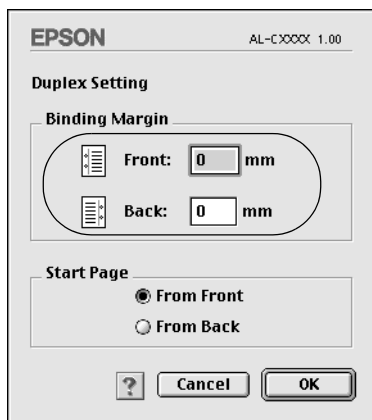 EPSON AL-CXXXX 1.00
Duplex Setting
Binding Margin
Front: 0 mm
Back: 0 mm
Start Page
From Front
From Back
? Cancel OK